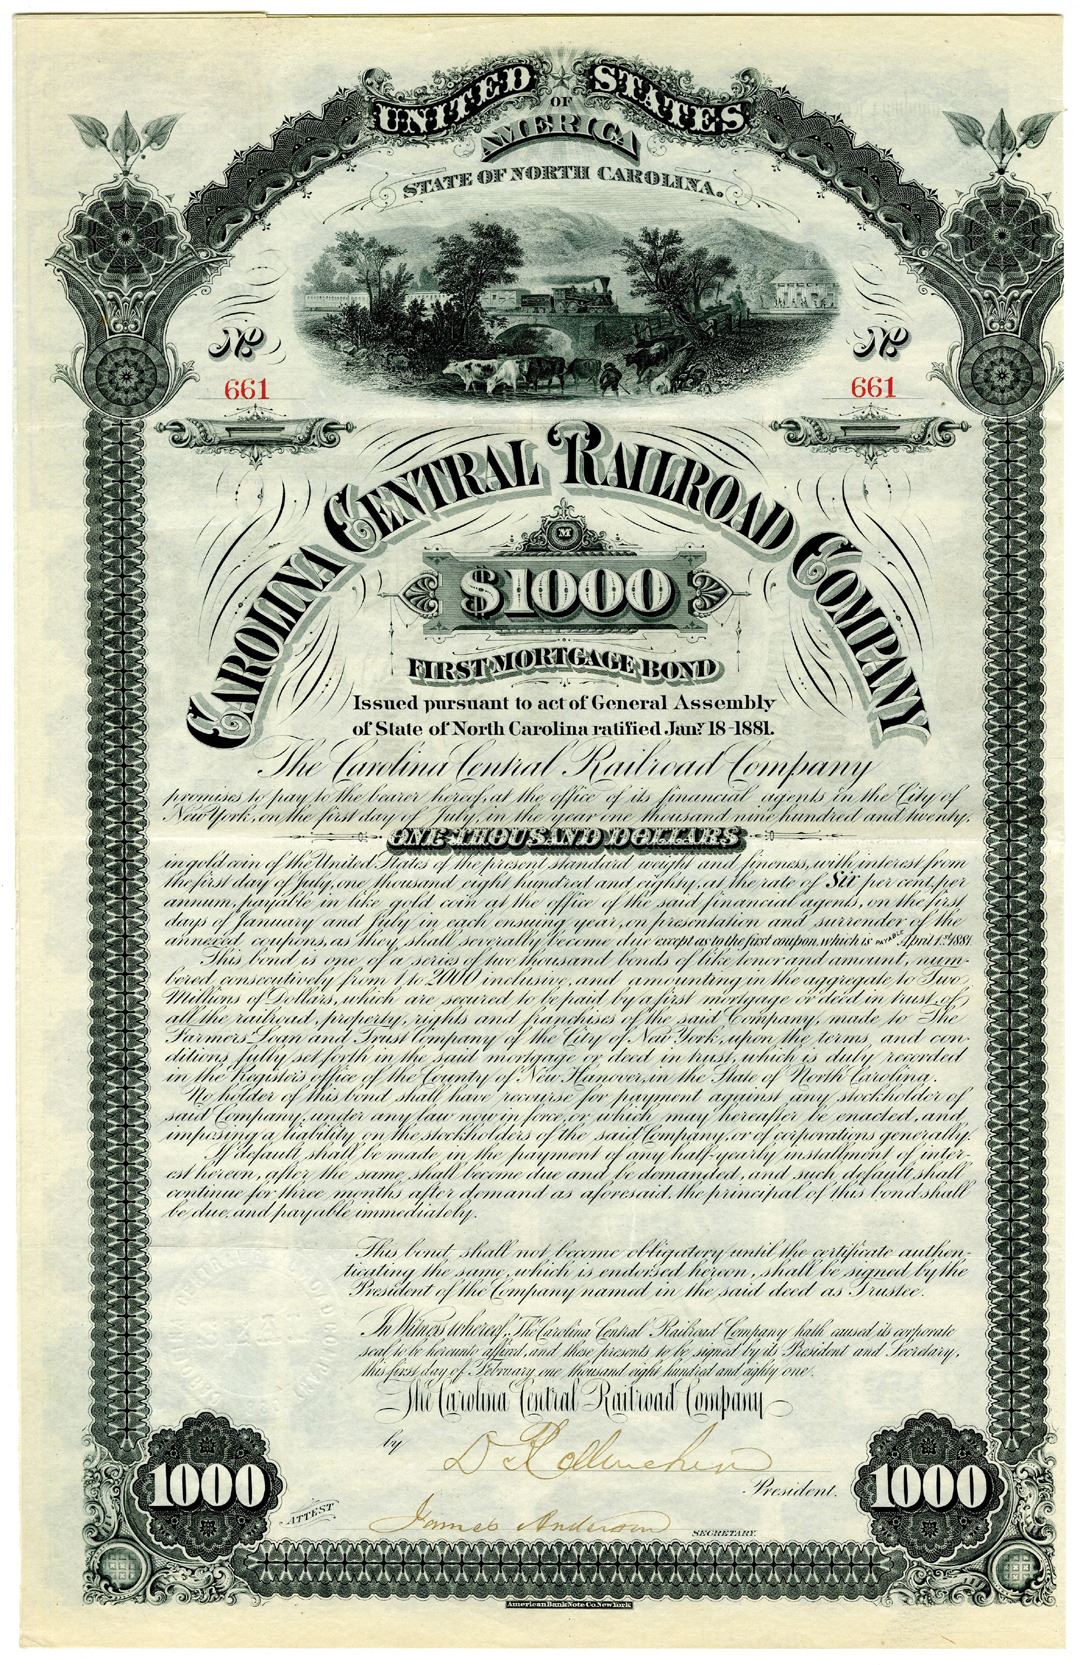 UNITED STATES
OF
AMERICA
STATE OF NORTH CAROLINA.
No No
661 661
CAROLINA CENTRAL RAILROAD COMPANY
M
$1000
FIRST MORTGAGE BOND
Issued pursuant to act of General Assembly
of State of North Carolina ratified Jany. 18-1881.
The Carolina Central Railroad Company
promises to pay to the bearer hereof, at the office of its financial agents in the City of
New York, on the first day of July, in the year one thousand nine hundred and twenty,
ONE THOUSAND DOLLARS
in gold coin of the United States of the present standard weight and fineness, with interest from
the first day of July, one thousand eight hundred and eighty, at the rate of Six per cent. per
annum, payable in like gold coin at the office of the said financial agents, on the first
days of January and July in each ensuing year, on presentation and surrender of the
annexed coupons, as they shall severally become due except as to the first coupon, which is PAYABLE April 1st 1881
This bond is one of a series of two thousand bonds of like tenor and amount, num-
bered consecutively from 1 to 2000 inclusive, and amounting in the aggregate to Two
Millions of Dollars, which are secured to be paid by a first mortgage or deed in trust, of
all the railroad, property, rights and franchises of the said Company, made to The
Farmers Loan and Trust Company of the City of New York, upon the terms and con-
ditions fully set forth in the said mortgage or deed in trust, which is duly recorded
in the Register's office of the County of New Hanover, in the State of North Carolina.
No holder of this bond shall have recourse for payment against any stockholder of
said Company, under any law now in force, or which may hereafter be enacted, and
imposing a liability on the stockholders of the said Company, or of corporations generally.
If default shall be made in the payment of any half-yearly installment of inter-
est hereon, after the same shall become due and be demanded, and such default shall
continue for three months after demand as aforesaid, the principal of this bond shall
be due and payable immediately.
This bond shall not become obligatory until the certificate authen-
ticating the same, which is endorsed hereon, shall be signed by the
President of the Company named in the said deed as Trustee.
In Witness whereof, The Carolina Central Railroad Company hath caused its corporate
seal to be hereunto affixed, and these presents to be signed by its President and Secretary,
this first day of February one thousand eight hundred and eighty one.
The Carolina Central Railroad Company
by
President.
1000 1000
ATTEST James Anderson SECRETARY.
American Bank Note Co. New York